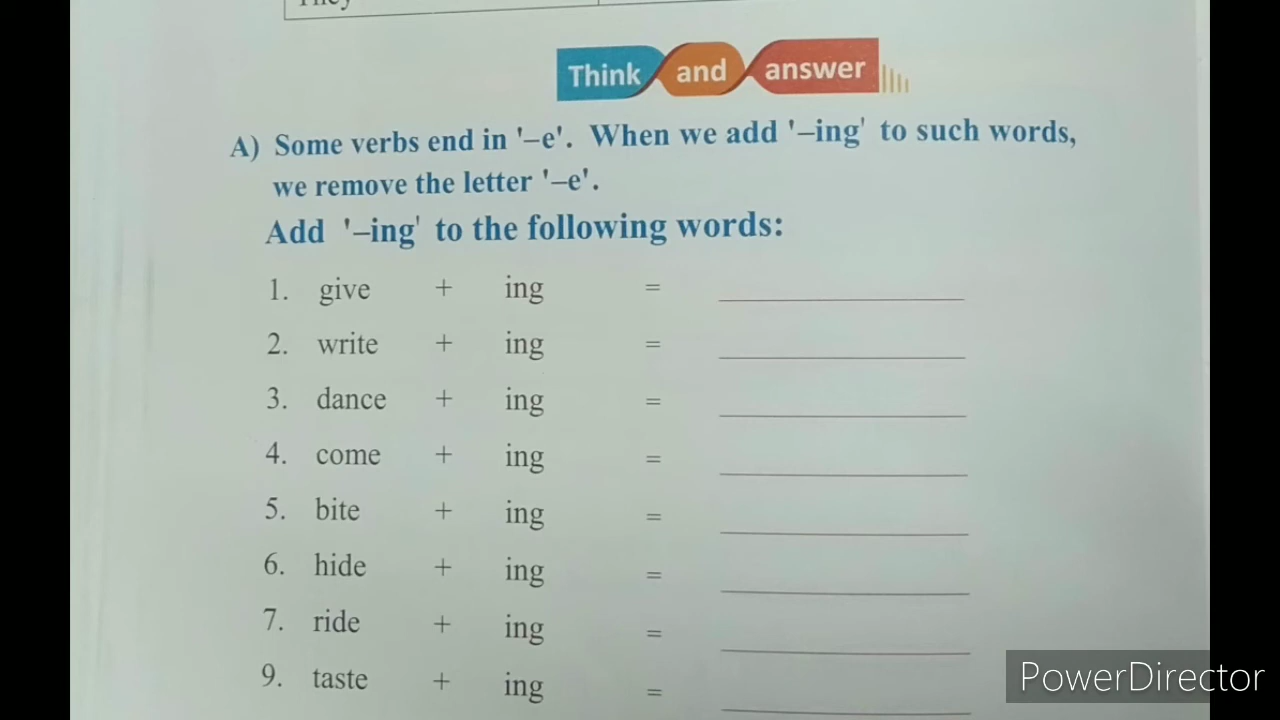 They
Think and answer
A) Some verbs end in '–e'. When we add '–ing' to such words,
we remove the letter '–e'.
Add '–ing' to the following words:
1. give + ing =
2. write + ing =
3. dance + ing =
4. come + ing =
5. bite + ing =
6. hide + ing =
7. ride + ing =
9. taste + ing =
PowerDirector